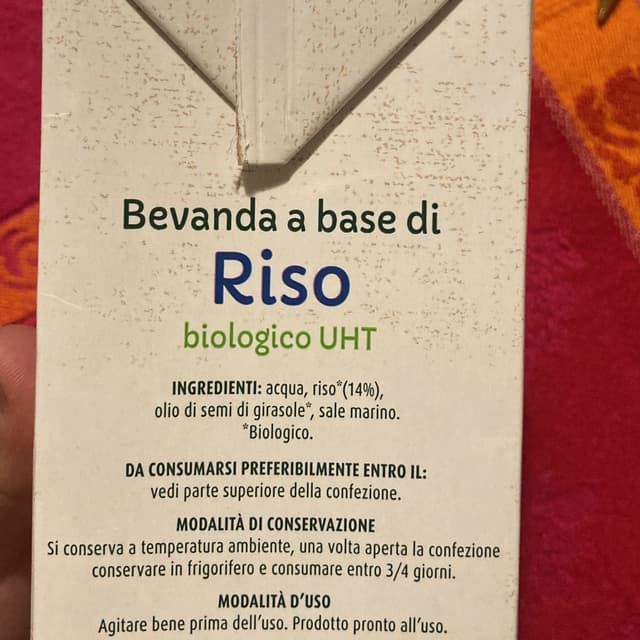 Bevanda a base di
Riso
biologico UHT
INGREDIENTI: acqua, riso*(14%),
olio di semi di girasole*, sale marino.
*Biologico.
DA CONSUMARSI PREFERIBILMENTE ENTRO IL:
vedi parte superiore della confezione.
MODALITÀ DI CONSERVAZIONE
Si conserva a temperatura ambiente, una volta aperta la confezione
conservare in frigorifero e consumare entro 3/4 giorni.
MODALITÀ D'USO
Agitare bene prima dell'uso. Prodotto pronto all'uso.